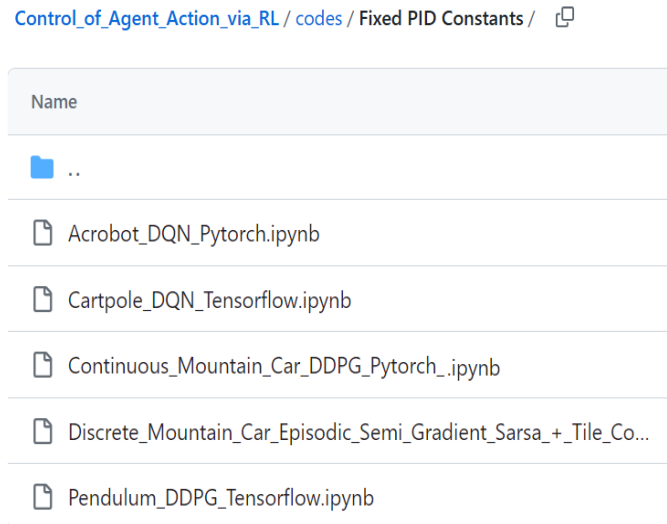 Control_of_Agent_Action_via_RL / codes / Fixed PID Constants /
Name
..
Acrobot_DQN_Pytorch.ipynb
Cartpole_DQN_Tensorflow.ipynb
Continuous_Mountain_Car_DDPG_Pytorch_.ipynb
Discrete_Mountain_Car_Episodic_Semi_Gradient_Sarsa_+_Tile_Co...
Pendulum_DDPG_Tensorflow.ipynb